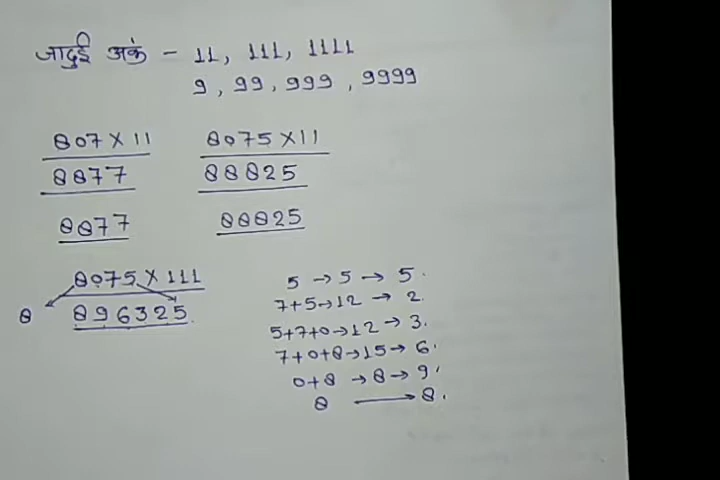 जादुई अकं - 11, 111, 1111
9, 99, 999, 9999
807 X 11
8877
8877
8075 X 11
88825
88825
8075 X 111
8 896325
5 → 5 → 5.
7+5→12 → 2.
5+7+0→12 → 3.
7+0+8→15→ 6.
0+8 → 8 → 9.
8 → 8.